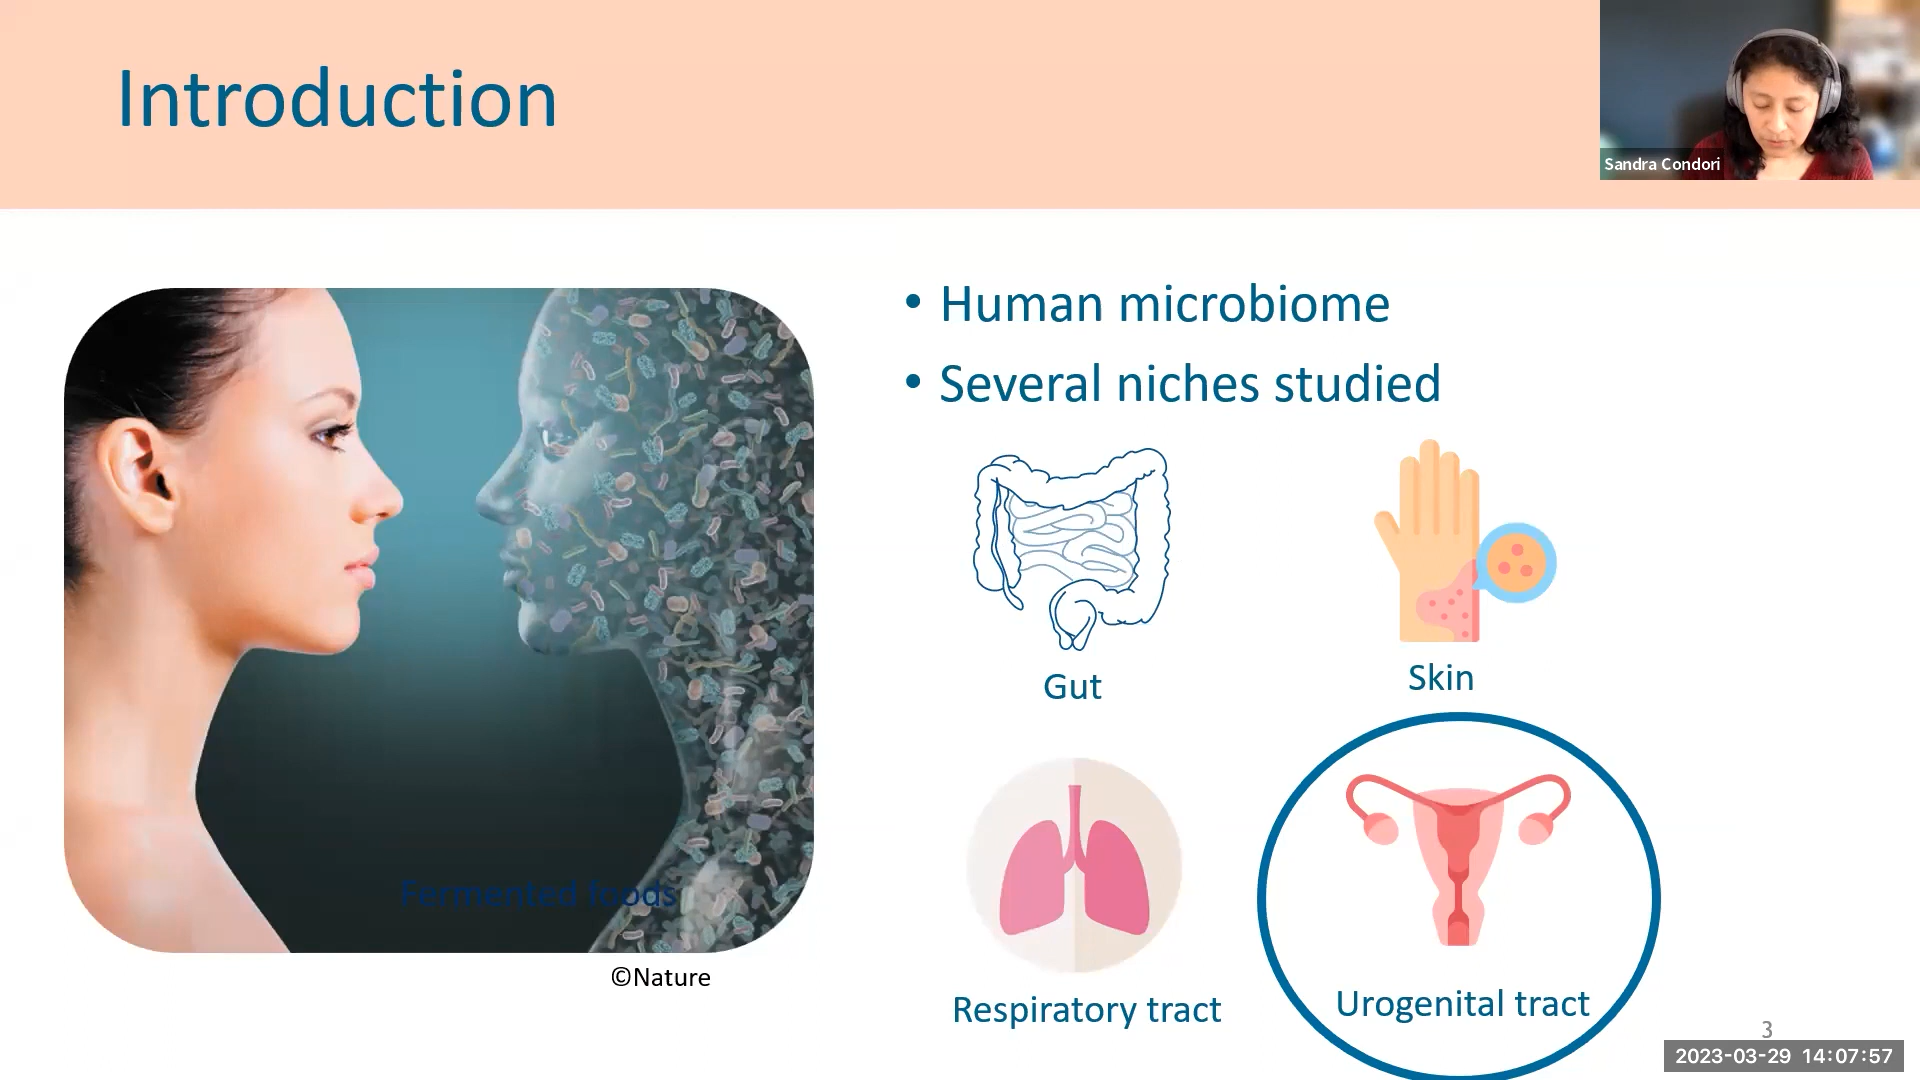 Introduction
Sandra Condori
• Human microbiome
• Several niches studied
Gut
Skin
Fermented foods
©Nature
Respiratory tract
Urogenital tract
3
2023-03-29 14:07:57